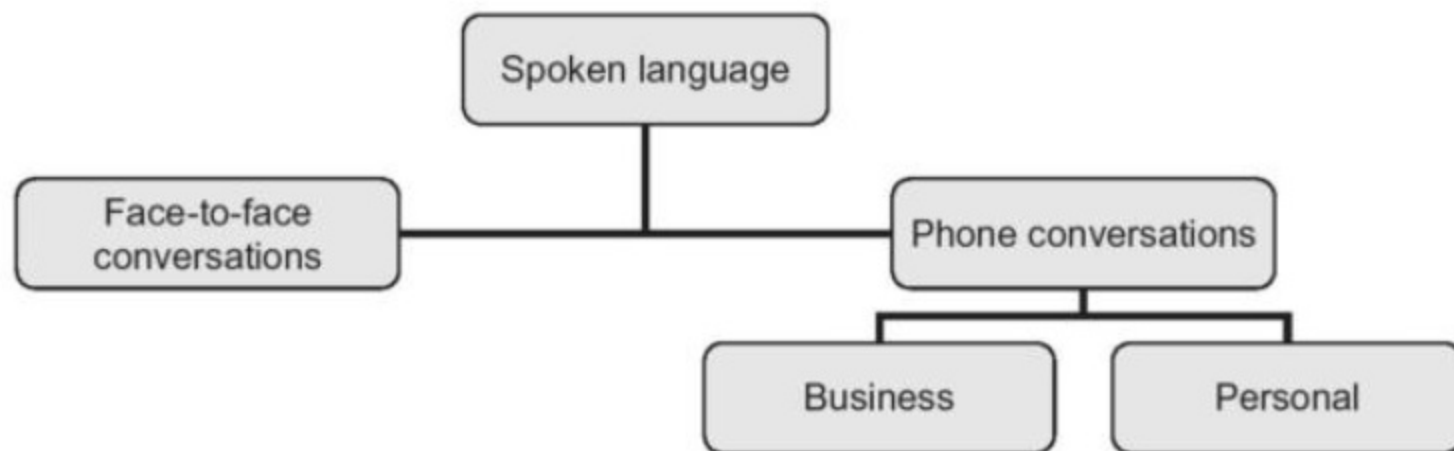 Spoken language
Face-to-face
conversations
Phone conversations
Business
Personal